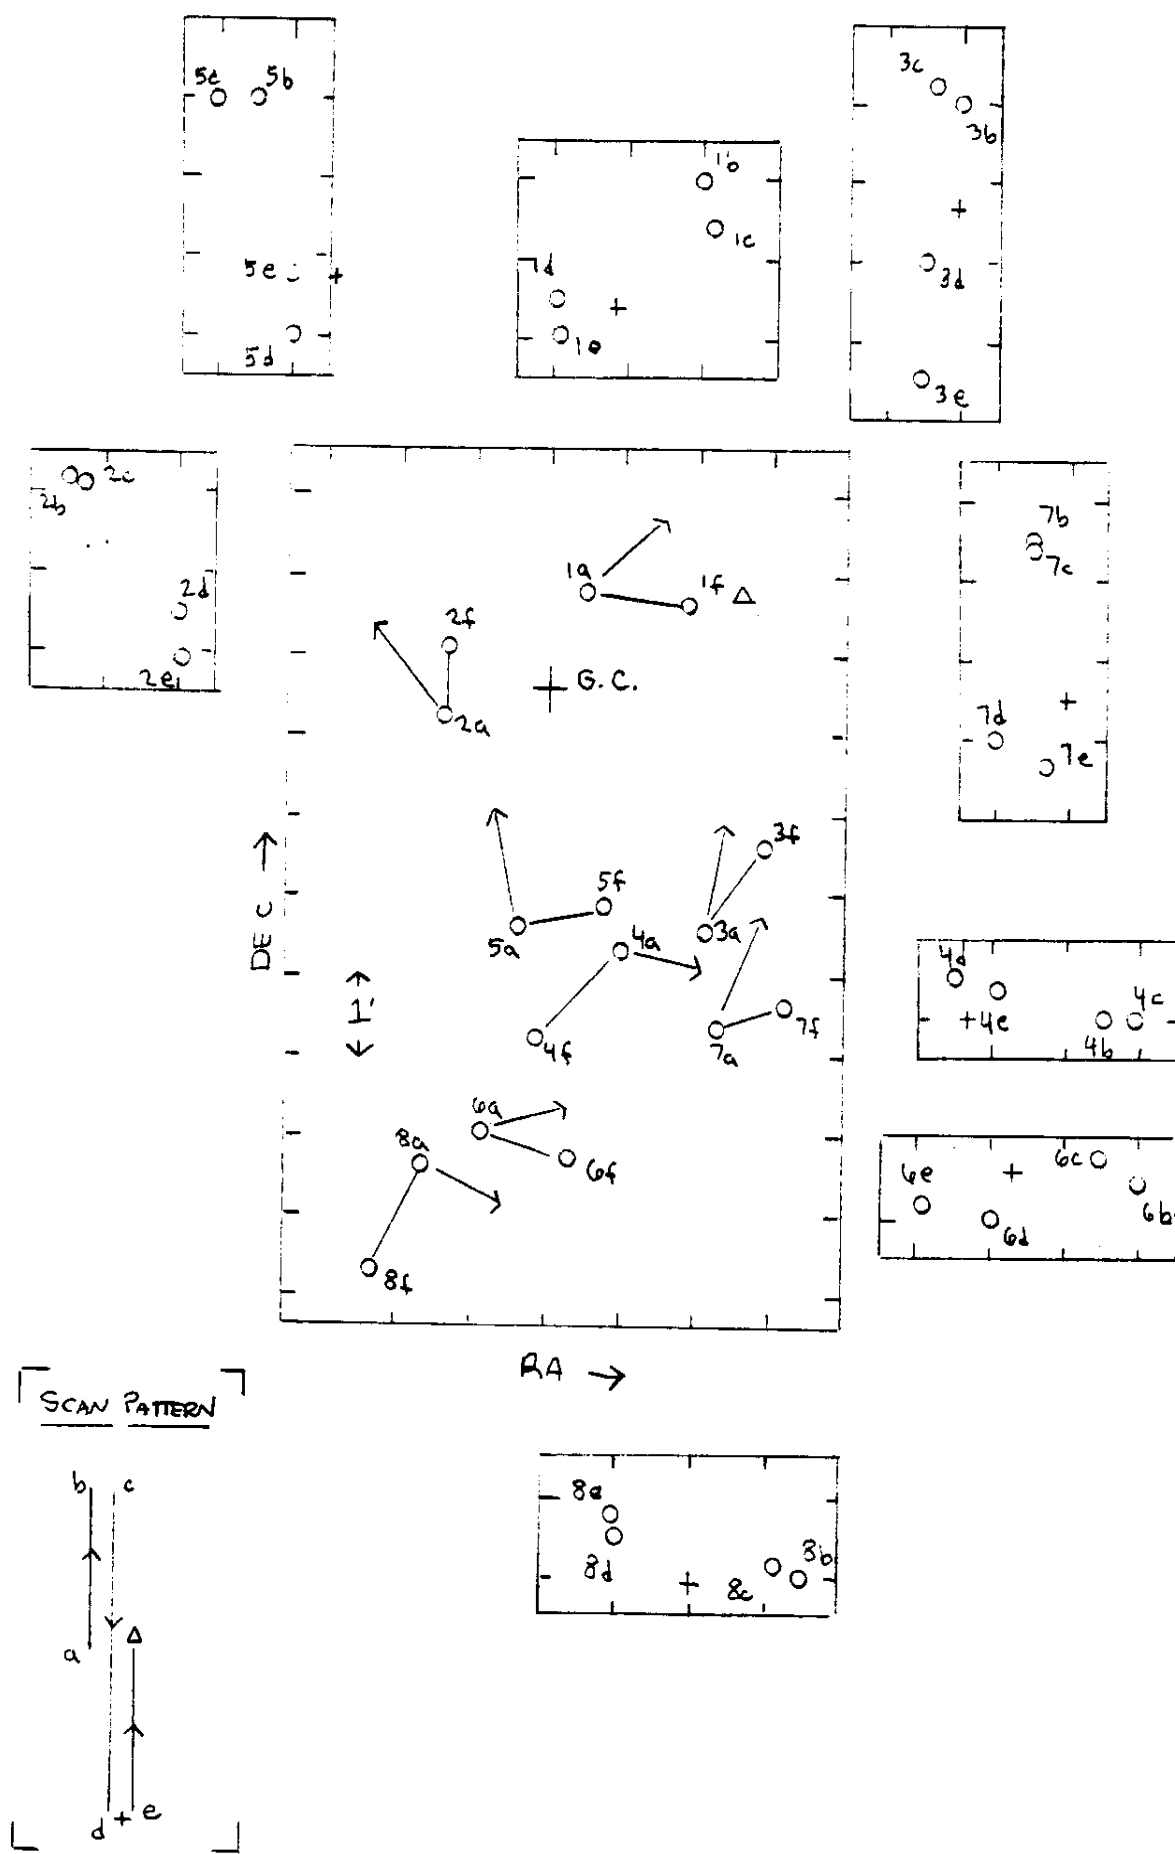 5c 5b
5e +
5d
1b
1c
1d
+
1e
3c
3b
+
3d
3e
2b 2c
2d
2e
1a
1f Δ
2f
+ G.C.
2a
7b
7c
+
7d
7e
3f
5f
5a
4a
3a
4f
7a
7f
DEC →
1'
4d
+4e
4b
4c
6a
8a
6f
8f
6e
+
6c
6d
6b
RA →
SCAN PATTERN
b c
a
Δ
d + e
8e
8d
+
8c
8b